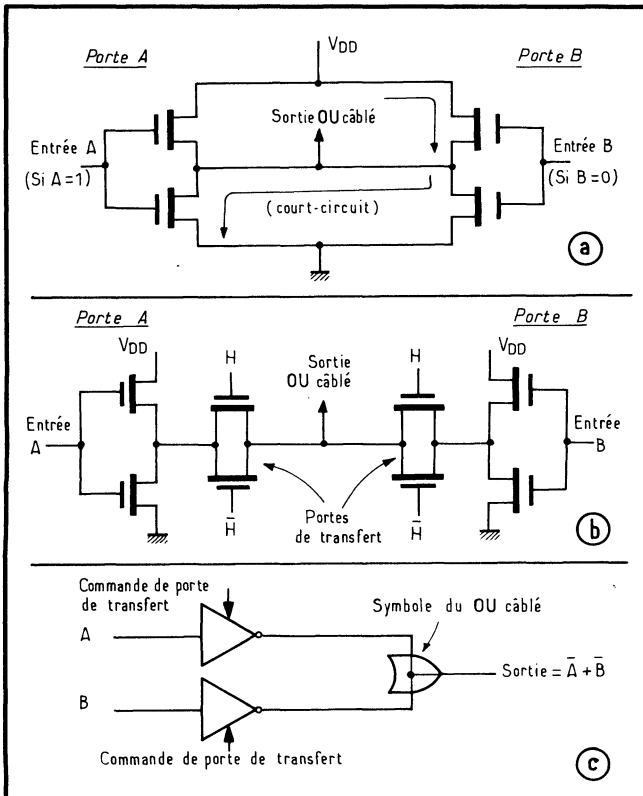 Porte A
VDD
Porte B
Sortie OU câblé
Entrée A
(Si A=1)
Entrée B
(Si B=0)
(court-circuit)
a
Porte A
Porte B
VDD
H
Sortie
OU câblé
H
VDD
Entrée
A
Entrée
B
H̄
Portes
de transfert
H̄
b
Commande de porte
de transfert
Symbole du OU câblé
A
Sortie = Ā + B̄
B
Commande de porte de transfert
c